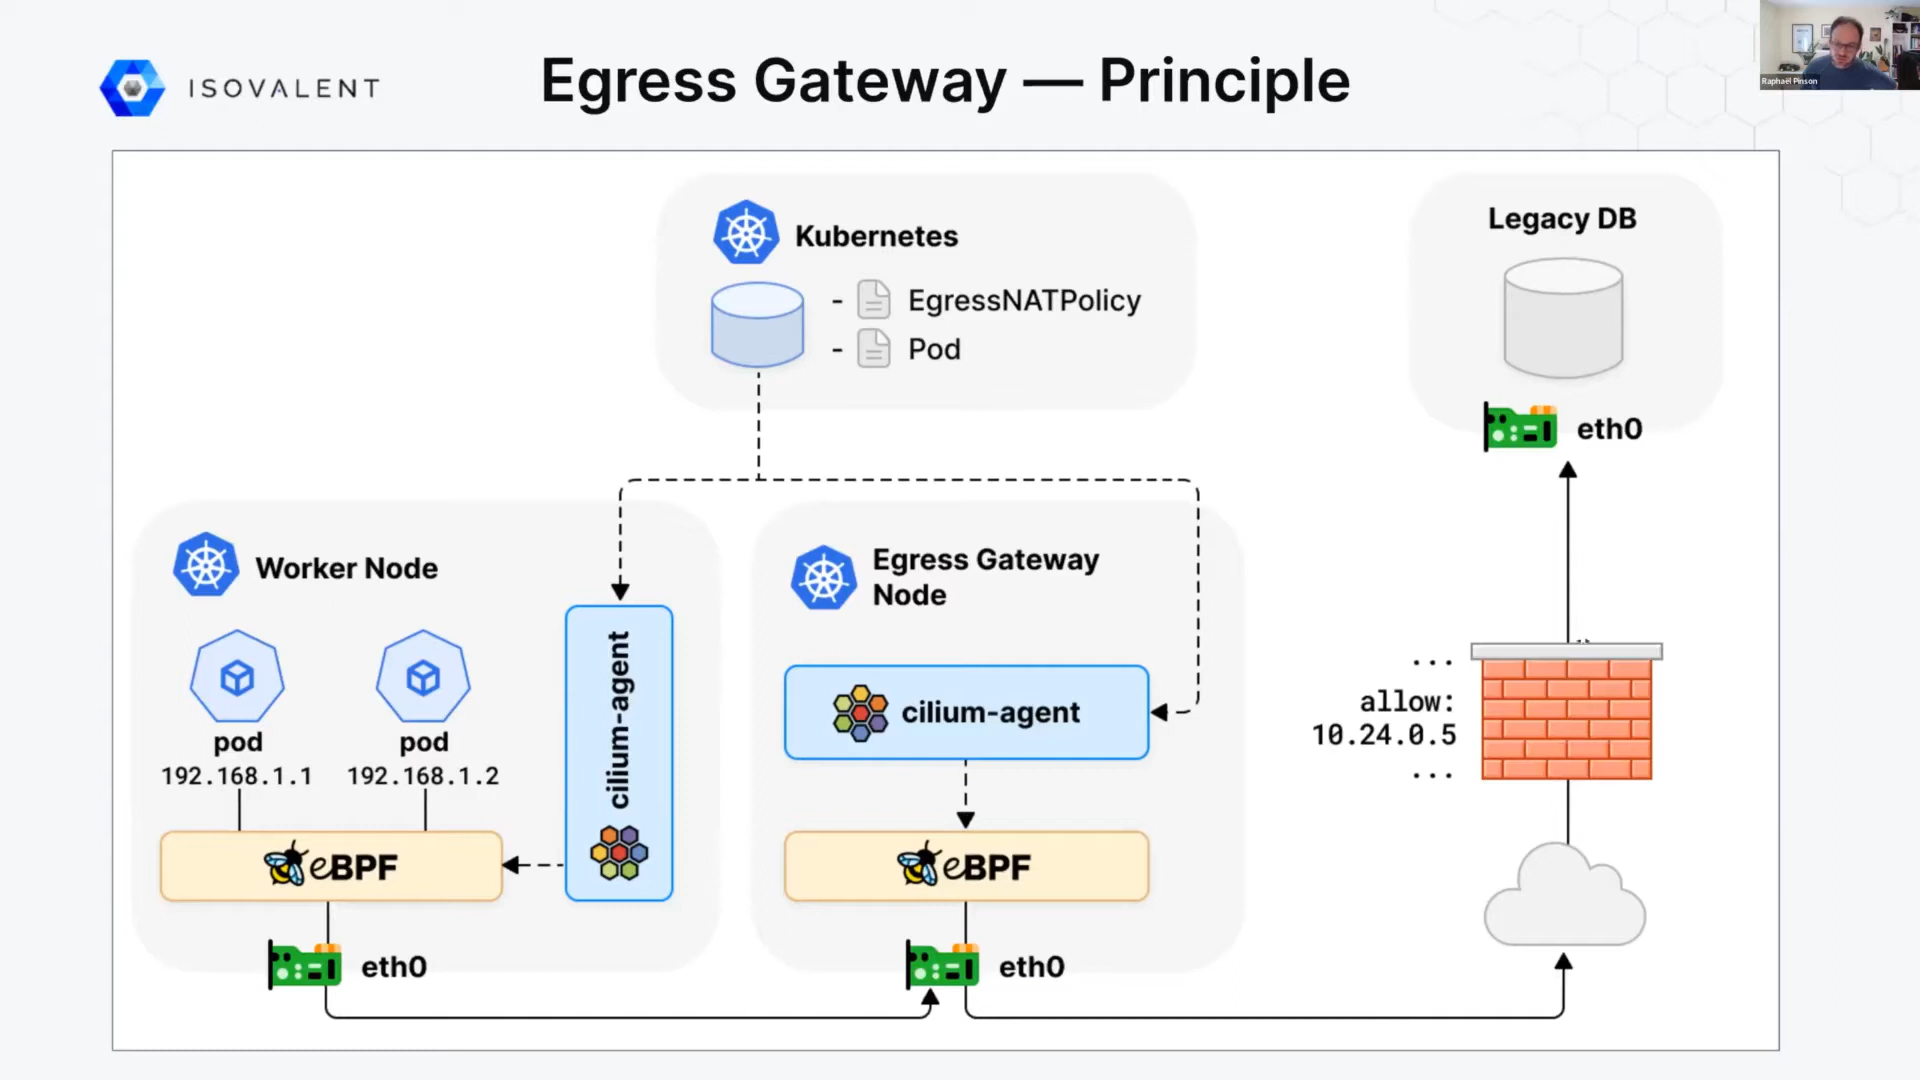 ISOVALENT
Egress Gateway — Principle
Raphaël Pinson
Kubernetes
- EgressNATPolicy
- Pod
Legacy DB
eth0
Worker Node
pod
192.168.1.1
pod
192.168.1.2
cilium-agent
eBPF
eth0
Egress Gateway
Node
cilium-agent
eBPF
eth0
...
allow:
10.24.0.5
...